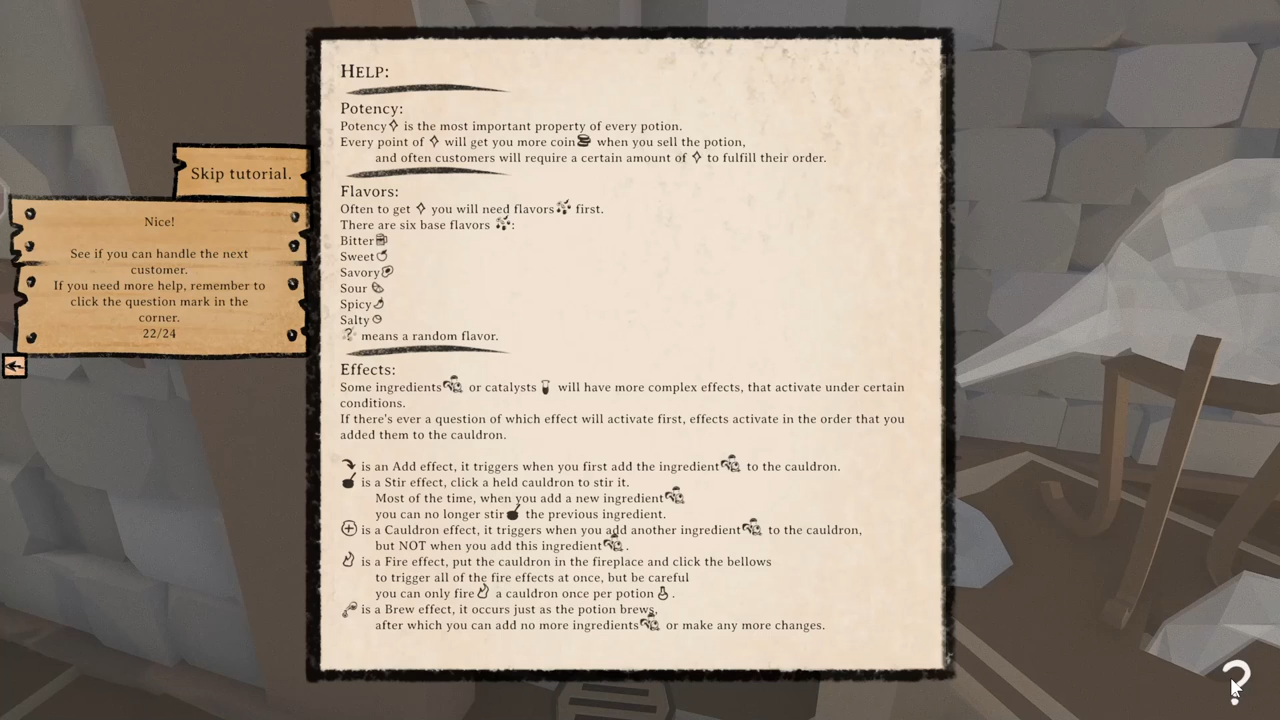 Skip tutorial.
Nice!
See if you can handle the next
customer.
If you need more help, remember to
click the question mark in the
corner.
22/24
HELP:
Potency:
Potency is the most important property of every potion.
Every point of will get you more coin when you sell the potion,
and often customers will require a certain amount of to fulfill their order.
Flavors:
Often to get you will need flavors first.
There are six base flavors :
Bitter
Sweet
Savory
Sour
Spicy
Salty
? means a random flavor.
Effects:
Some ingredients or catalysts will have more complex effects, that activate under certain
conditions.
If there's ever a question of which effect will activate first, effects activate in the order that you
added them to the cauldron.
is an Add effect, it triggers when you first add the ingredient to the cauldron.
is a Stir effect, click a held cauldron to stir it.
Most of the time, when you add a new ingredient
you can no longer stir the previous ingredient.
is a Cauldron effect, it triggers when you add another ingredient to the cauldron,
but NOT when you add this ingredient .
is a Fire effect, put the cauldron in the fireplace and click the bellows
to trigger all of the fire effects at once, but be careful
you can only fire a cauldron once per potion .
is a Brew effect, it occurs just as the potion brews,
after which you can add no more ingredients or make any more changes.
?